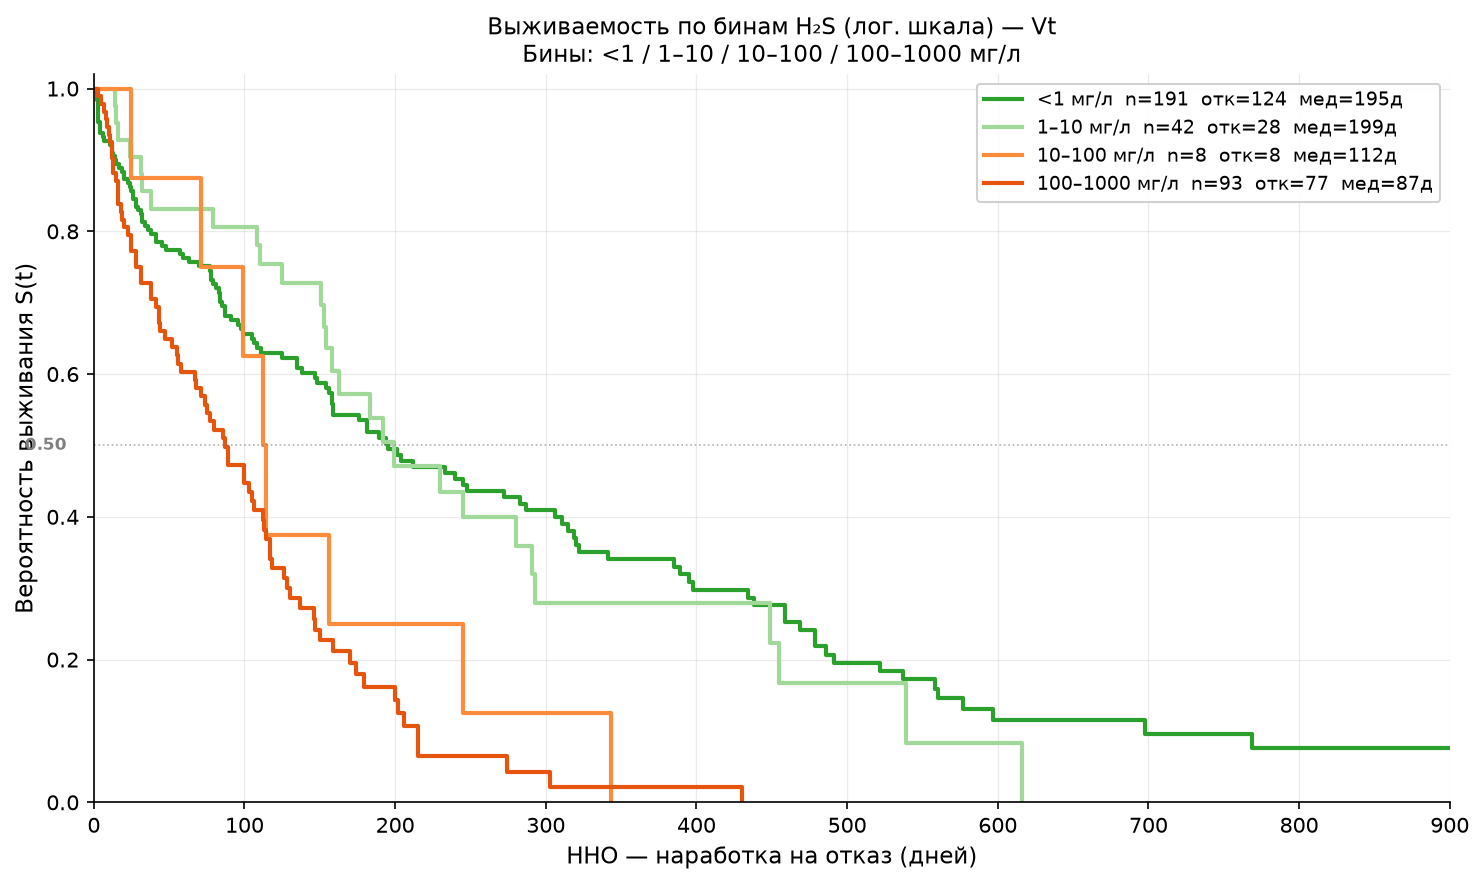 Выживаемость по бинам H₂S (лог. шкала) — Vt
Бины: <1 / 1–10 / 10–100 / 100–1000 мг/л
<1 мг/л  n=191  отк=124  мед=195д
1–10 мг/л  n=42  отк=28  мед=199д
10–100 мг/л  n=8  отк=8  мед=112д
100–1000 мг/л  n=93  отк=77  мед=87д
Вероятность выживания S(t)
1.0
0.8
0.6
0.50
0.4
0.2
0.0
0 100 200 300 400 500 600 700 800 900
ННО — наработка на отказ (дней)